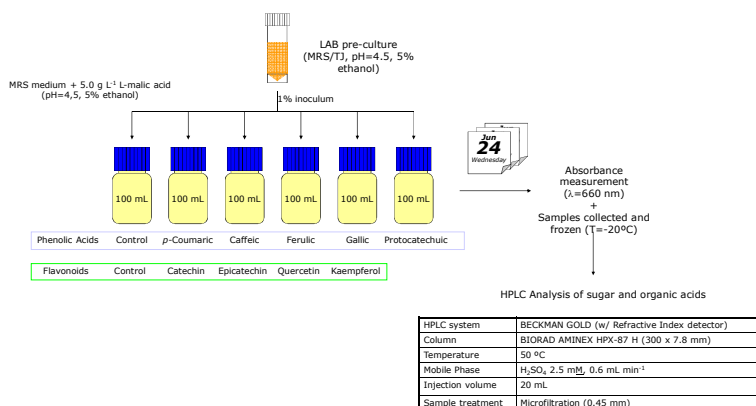 LAB pre-culture
(MRS/TJ, pH=4.5, 5%
ethanol)
MRS medium + 5.0 g L⁻¹ L-malic acid
(pH=4,5, 5% ethanol)
1% inoculum
Jun
24
Wednesday
100 mL 100 mL 100 mL 100 mL 100 mL 100 mL
Absorbance
measurement
(λ=660 nm)
+
Samples collected and
frozen (T=-20ºC)
Phenolic Acids Control p-Coumaric Caffeic Ferulic Gallic Protocatechuic
Flavonoids Control Catechin Epicatechin Quercetin Kaempferol
HPLC Analysis of sugar and organic acids
HPLC system BECKMAN GOLD (w/ Refractive Index detector)
Column BIORAD AMINEX HPX-87 H (300 x 7.8 mm)
Temperature 50 ºC
Mobile Phase H₂SO₄ 2.5 mM, 0.6 mL min⁻¹
Injection volume 20 mL
Sample treatment Microfiltration (0.45 mm)